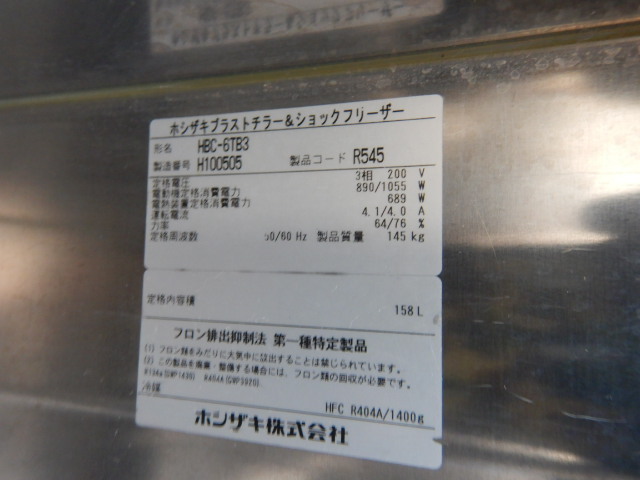 ホシザキブラストチラー&ショックフリーザー
形名 HBC-6TB3
製造番号 H100505 製品コード R545
定格電圧 3相 200 V
電動機定格消費電力 890/1055 W
電熱装置定格消費電力 689 W
運転電流 4.1/4.0 A
力率 64/76 %
定格周波数 50/60 Hz 製品質量 145 kg
定格内容積 158 L
フロン排出抑制法 第一種特定製品
(1) フロン類をみだりに大気中に放出することは禁じられています。
(2) この製品を廃棄・整備する場合には、フロン類の回収が必要です。
R134a(GWP1430) R404A(GWP3920)
冷媒 HFC R404A/1400g
ホシザキ株式会社